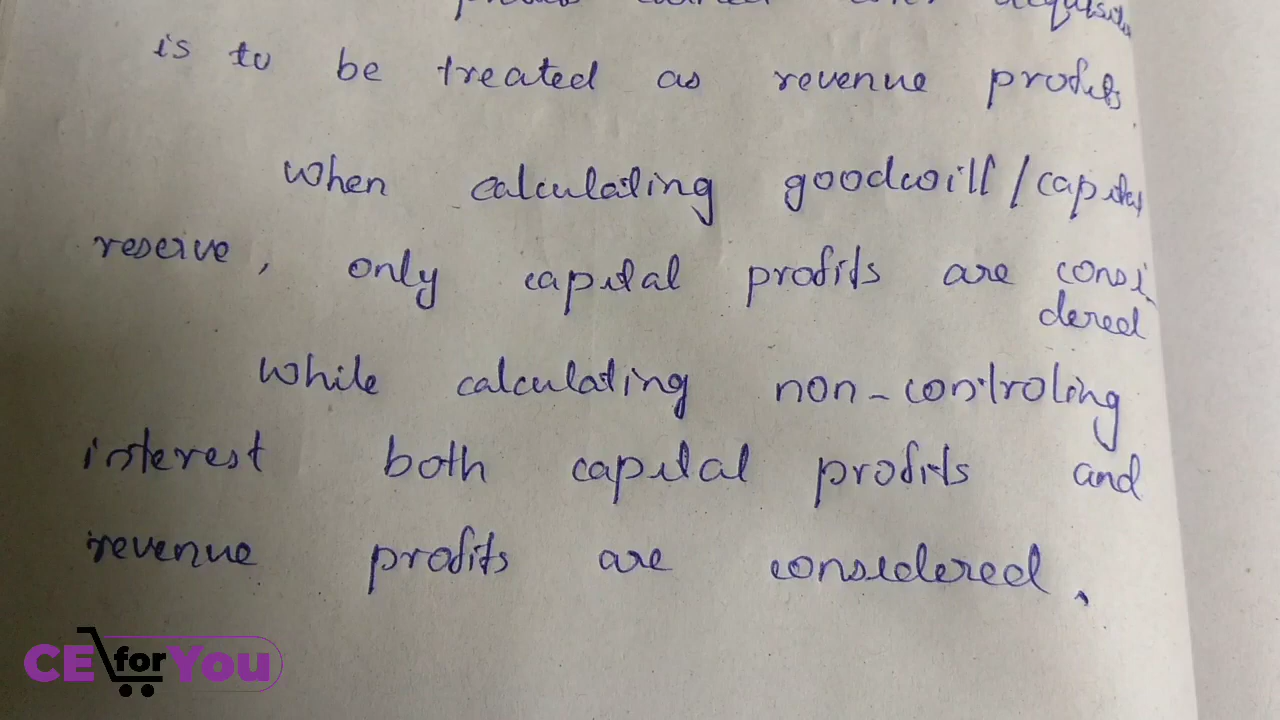 is to be treated as revenue profits.
When calculating goodwill/capital
reserve, only capital profits are consi
dered
While calculating non-controling
interest both capital profits and
revenue profits are considered.
CE for You